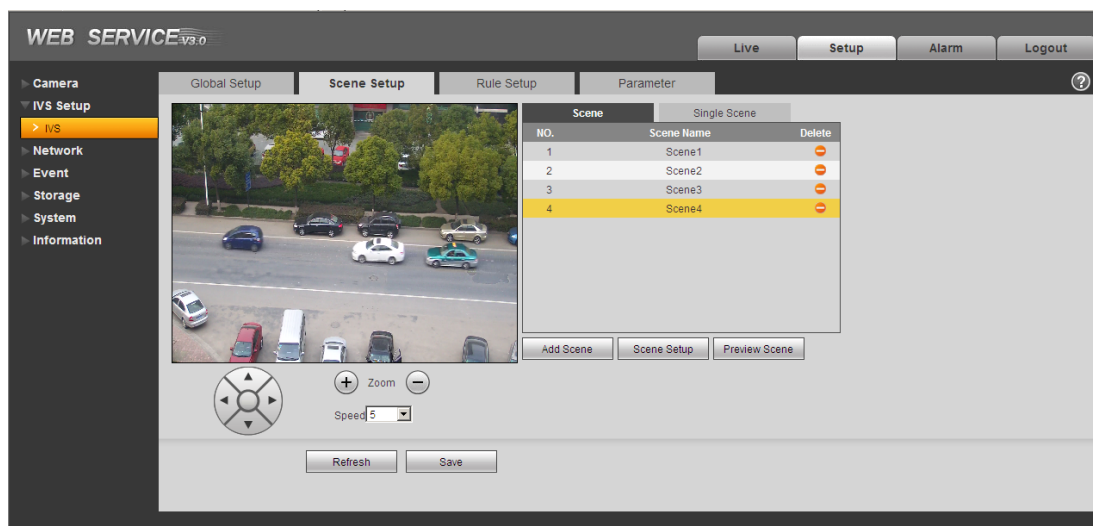 WEB SERVICE V3.0
Live Setup Alarm Logout
Camera
IVS Setup
IVS
Network
Event
Storage
System
Information
Global Setup Scene Setup Rule Setup Parameter
Scene Single Scene
NO. Scene Name Delete
1 Scene1
2 Scene2
3 Scene3
4 Scene4
Add Scene Scene Setup Preview Scene
Zoom
Speed 5
Refresh Save